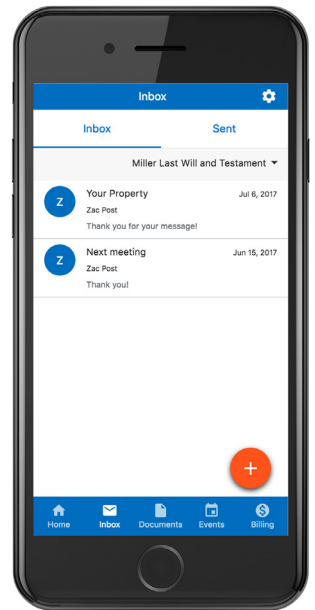 Inbox
Inbox Sent
Miller Last Will and Testament
Z Your Property Jul 6, 2017
Zac Post
Thank you for your message!
Z Next meeting Jun 15, 2017
Zac Post
Thank you!
+
Home Inbox Documents Events Billing